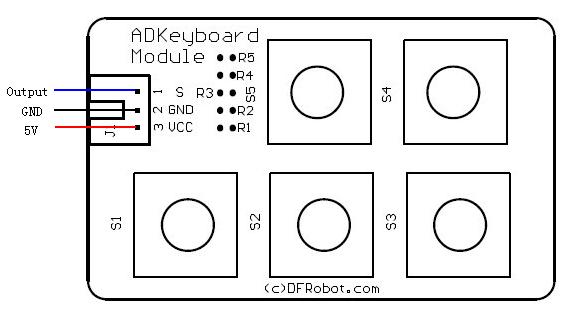 ADKeyboard
Module
R5
R4
R3
R2
R1
Output
GND
5V
1 S
2 GND
3 VCC
J1
S5
S4
S1
S2
S3
(c)DFRobot.com